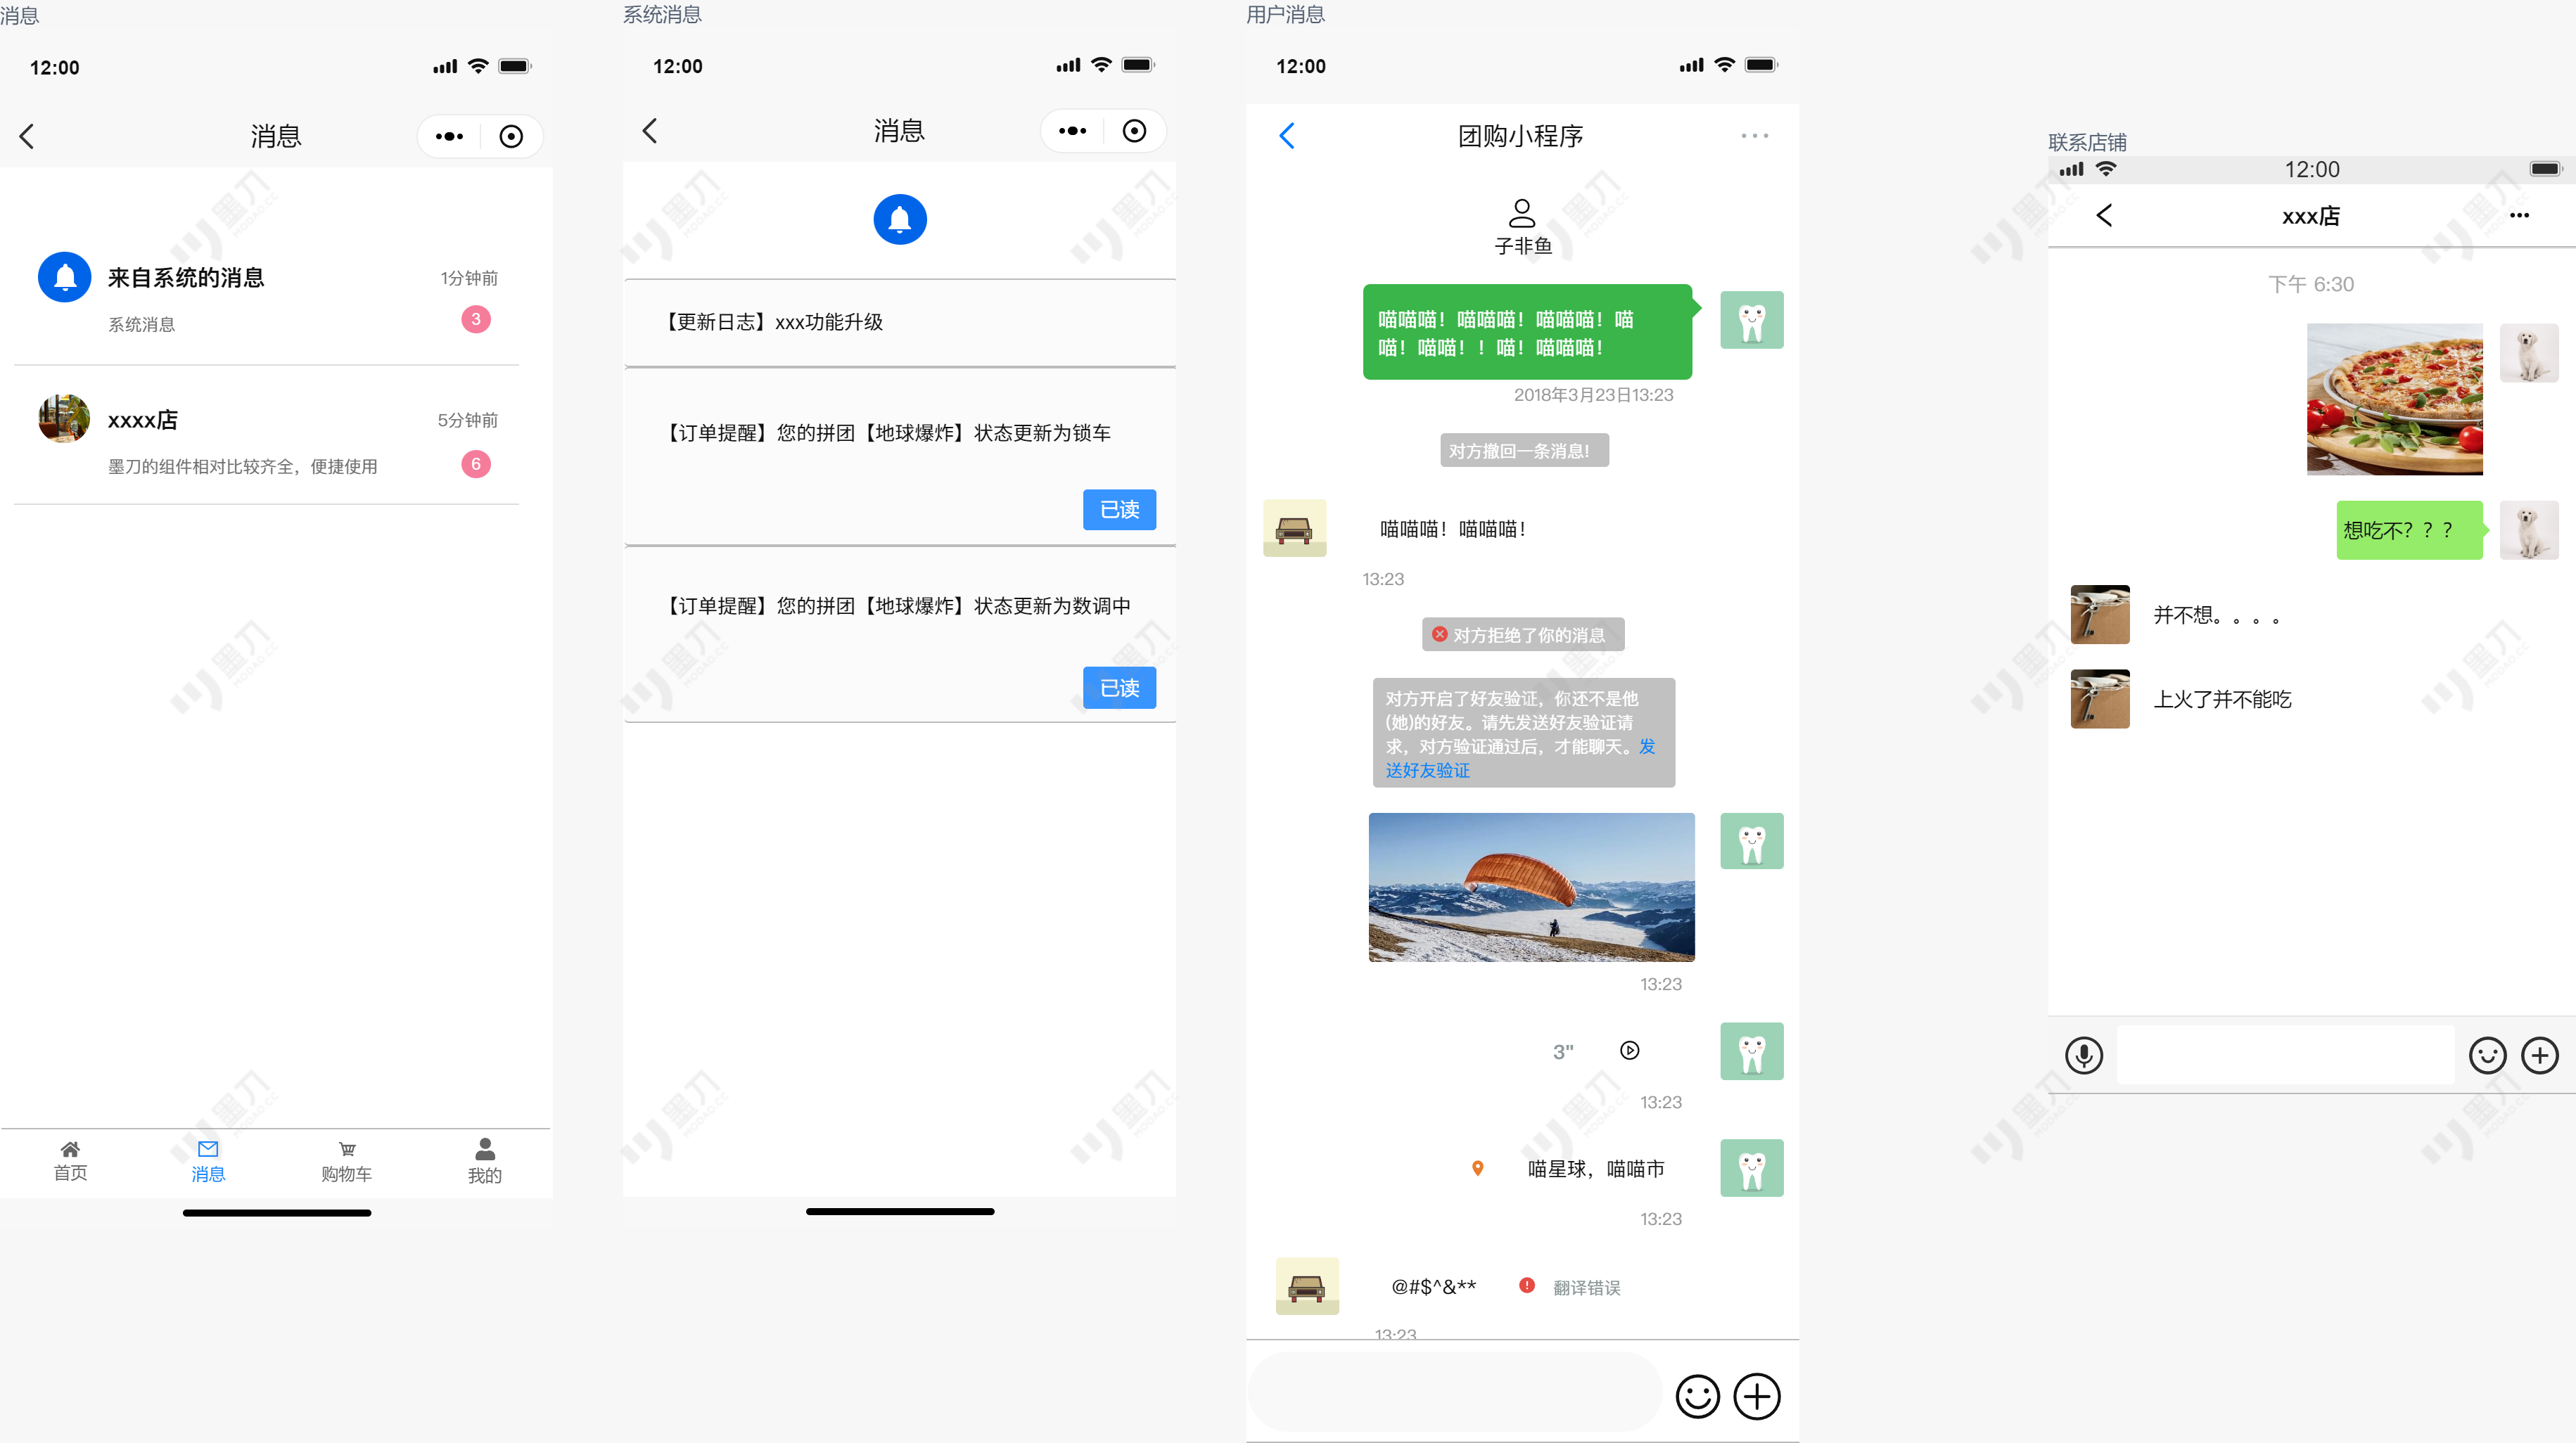 消息
12:00
消息
来自系统的消息
1分钟前
系统消息
3
xxxx店
5分钟前
墨刀的组件相对比较齐全，便捷使用
6
首页
消息
购物车
我的
系统消息
12:00
消息
【更新日志】xxx功能升级
【订单提醒】您的拼团【地球爆炸】状态更新为锁车
已读
【订单提醒】您的拼团【地球爆炸】状态更新为数调中
已读
用户消息
12:00
团购小程序
子非鱼
喵喵喵！喵喵喵！喵喵喵！喵
喵！喵喵！！喵！喵喵喵！
2018年3月23日13:23
对方撤回一条消息!
喵喵喵！喵喵喵！
13:23
对方拒绝了你的消息
对方开启了好友验证，你还不是他
(她)的好友。请先发送好友验证请
求，对方验证通过后，才能聊天。发
送好友验证
13:23
3"
13:23
喵星球，喵喵市
13:23
@#$^&**
翻译错误
13:23
联系店铺
12:00
xxx店
下午 6:30
想吃不？？？
并不想。。。。
上火了并不能吃
墨刀
MODAO.CC